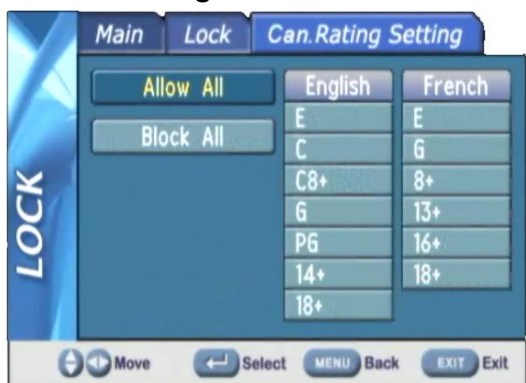 Main Lock Can.Rating Setting
LOCK
Allow All
Block All
English
E
C
C8+
G
PG
14+
18+
French
E
G
8+
13+
16+
18+
Move Select MENU Back EXIT Exit